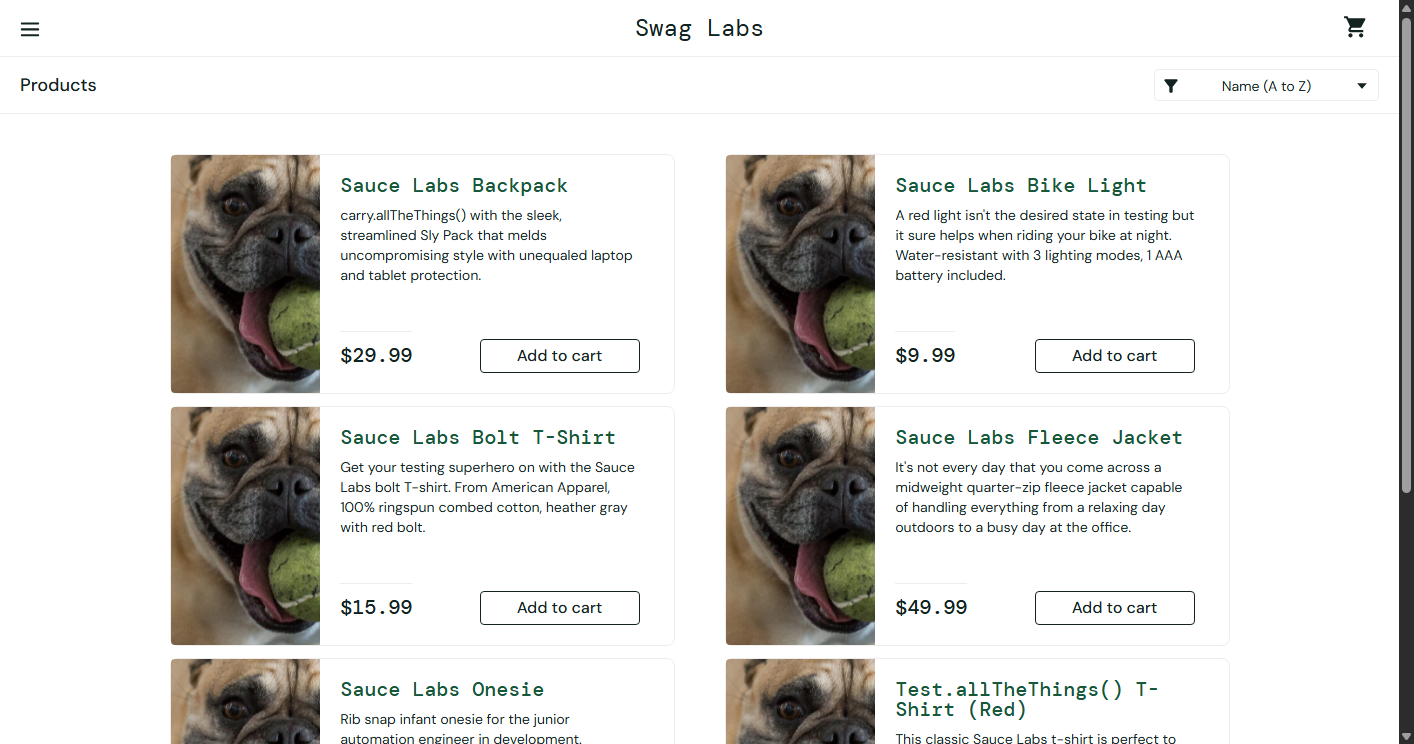 Swag Labs
Products
Name (A to Z)
Sauce Labs Backpack
carry.allTheThings() with the sleek,
streamlined Sly Pack that melds
uncompromising style with unequaled laptop
and tablet protection.
$29.99
Add to cart
Sauce Labs Bike Light
A red light isn't the desired state in testing but
it sure helps when riding your bike at night.
Water-resistant with 3 lighting modes, 1 AAA
battery included.
$9.99
Add to cart
Sauce Labs Bolt T-Shirt
Get your testing superhero on with the Sauce
Labs bolt T-shirt. From American Apparel,
100% ringspun combed cotton, heather gray
with red bolt.
$15.99
Add to cart
Sauce Labs Fleece Jacket
It's not every day that you come across a
midweight quarter-zip fleece jacket capable
of handling everything from a relaxing day
outdoors to a busy day at the office.
$49.99
Add to cart
Sauce Labs Onesie
Rib snap infant onesie for the junior
automation engineer in development.
Test.allTheThings() T-
Shirt (Red)
This classic Sauce Labs t-shirt is perfect to